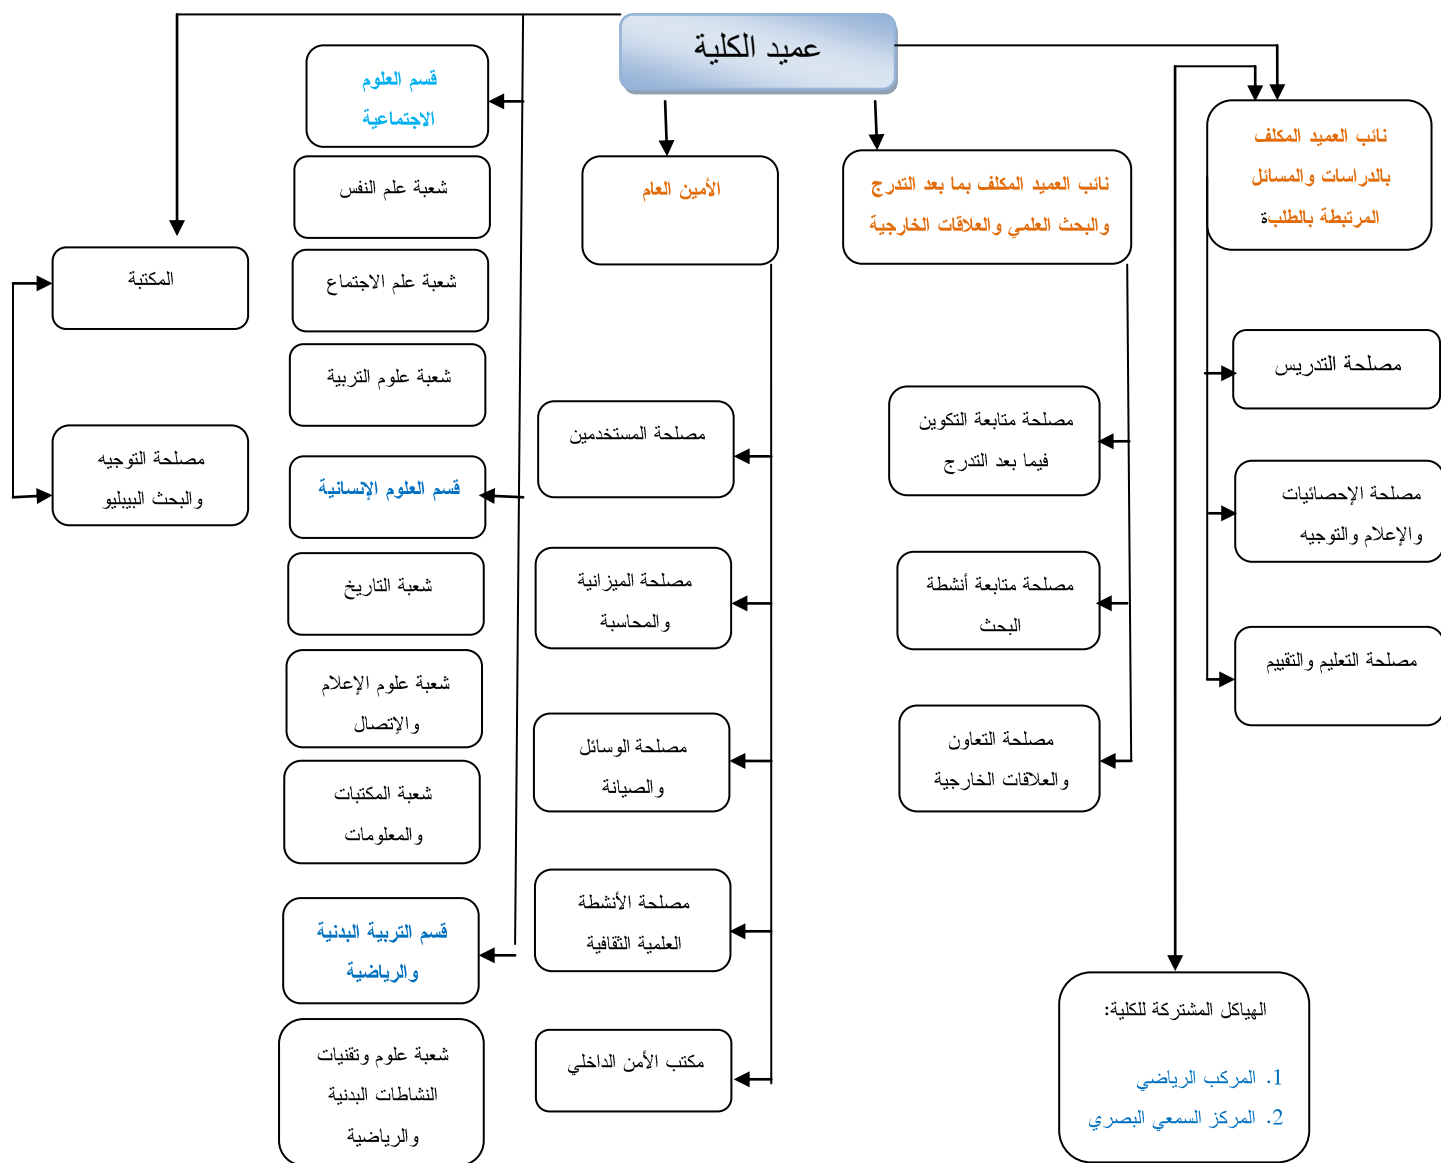 عميد الكلية
نائب العميد المكلف
بالدراسات والمسائل
المرتبطة بالطلبة
مصلحة التدريس
مصلحة الإحصائيات
والإعلام والتوجيه
مصلحة التعليم والتقييم
الهياكل المشتركة للكلية:
1. المركب الرياضي
2. المركز السمعي البصري
نائب العميد المكلف بما بعد التدرج
والبحث العلمي والعلاقات الخارجية
مصلحة متابعة التكوين
فيما بعد التدرج
مصلحة متابعة أنشطة
البحث
مصلحة التعاون
والعلاقات الخارجية
الأمين العام
مصلحة المستخدمين
مصلحة الميزانية
والمحاسبة
مصلحة الوسائل
والصيانة
مصلحة الأنشطة
العلمية الثقافية
مكتب الأمن الداخلي
قسم العلوم
الاجتماعية
شعبة علم النفس
شعبة علم الاجتماع
شعبة علوم التربية
قسم العلوم الإنسانية
شعبة التاريخ
شعبة علوم الإعلام
والإتصال
شعبة المكتبات
والمعلومات
قسم التربية البدنية
والرياضية
شعبة علوم وتقنيات
النشاطات البدنية
والرياضية
المكتبة
مصلحة التوجيه
والبحث البيبليو